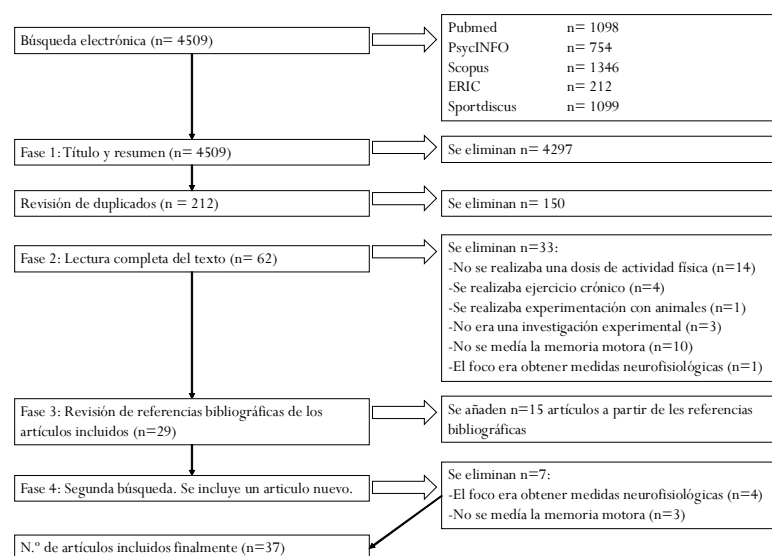 Búsqueda electrónica (n= 4509)
Pubmed n= 1098
PsycINFO n= 754
Scopus n= 1346
ERIC n= 212
Sportdiscus n= 1099
Fase 1: Título y resumen (n= 4509)
Se eliminan n= 4297
Revisión de duplicados (n = 212)
Se eliminan n= 150
Fase 2: Lectura completa del texto (n= 62)
Se eliminan n=33:
-No se realizaba una dosis de actividad física (n=14)
-Se realizaba ejercicio crónico (n=4)
-Se realizaba experimentación con animales (n=1)
-No era una investigación experimental (n=3)
-No se medía la memoria motora (n=10)
-El foco era obtener medidas neurofisiológicas (n=1)
Fase 3: Revisión de referencias bibliográficas de los
artículos incluidos (n=29)
Se añaden n=15 artículos a partir de les referencias
bibliográficas
Fase 4: Segunda búsqueda. Se incluye un articulo nuevo.
Se eliminan n=7:
-El foco era obtener medidas neurofisiológicas (n=4)
-No se medía la memoria motora (n=3)
N.º de artículos incluidos finalmente (n=37)